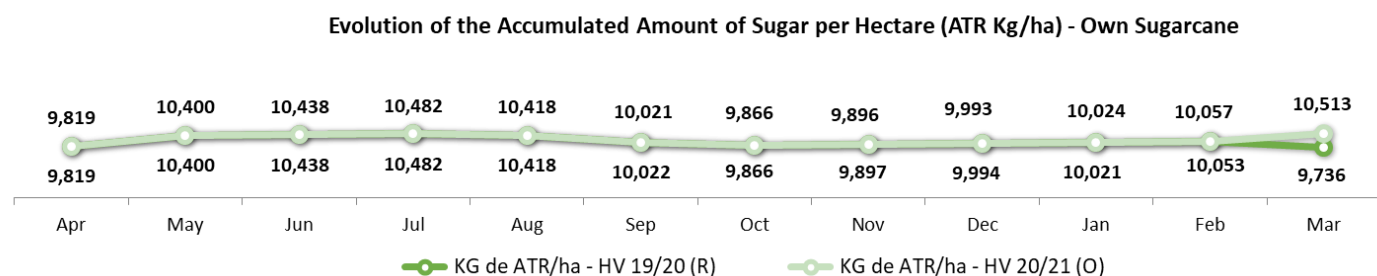 Evolution of the Accumulated Amount of Sugar per Hectare (ATR Kg/ha) - Own Sugarcane
9,819 10,400 10,438 10,482 10,418 10,021 9,866 9,896 9,993 10,024 10,057 10,513
9,819 10,400 10,438 10,482 10,418 10,022 9,866 9,897 9,994 10,021 10,053 9,736
Apr May Jun Jul Aug Sep Oct Nov Dec Jan Feb Mar
KG de ATR/ha - HV 19/20 (R) KG de ATR/ha - HV 20/21 (O)